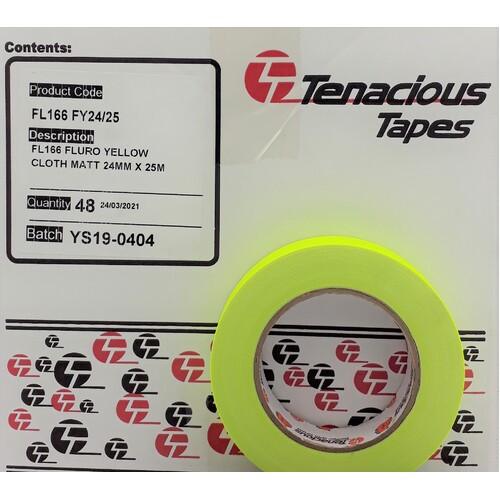 Contents:
Product Code
FL166 FY24/25
Description
FL166 FLURO YELLOW
CLOTH MATT 24MM X 25M
Quantity 48 24/03/2021
Batch YS19-0404
Tenacious
Tapes
Tenacious